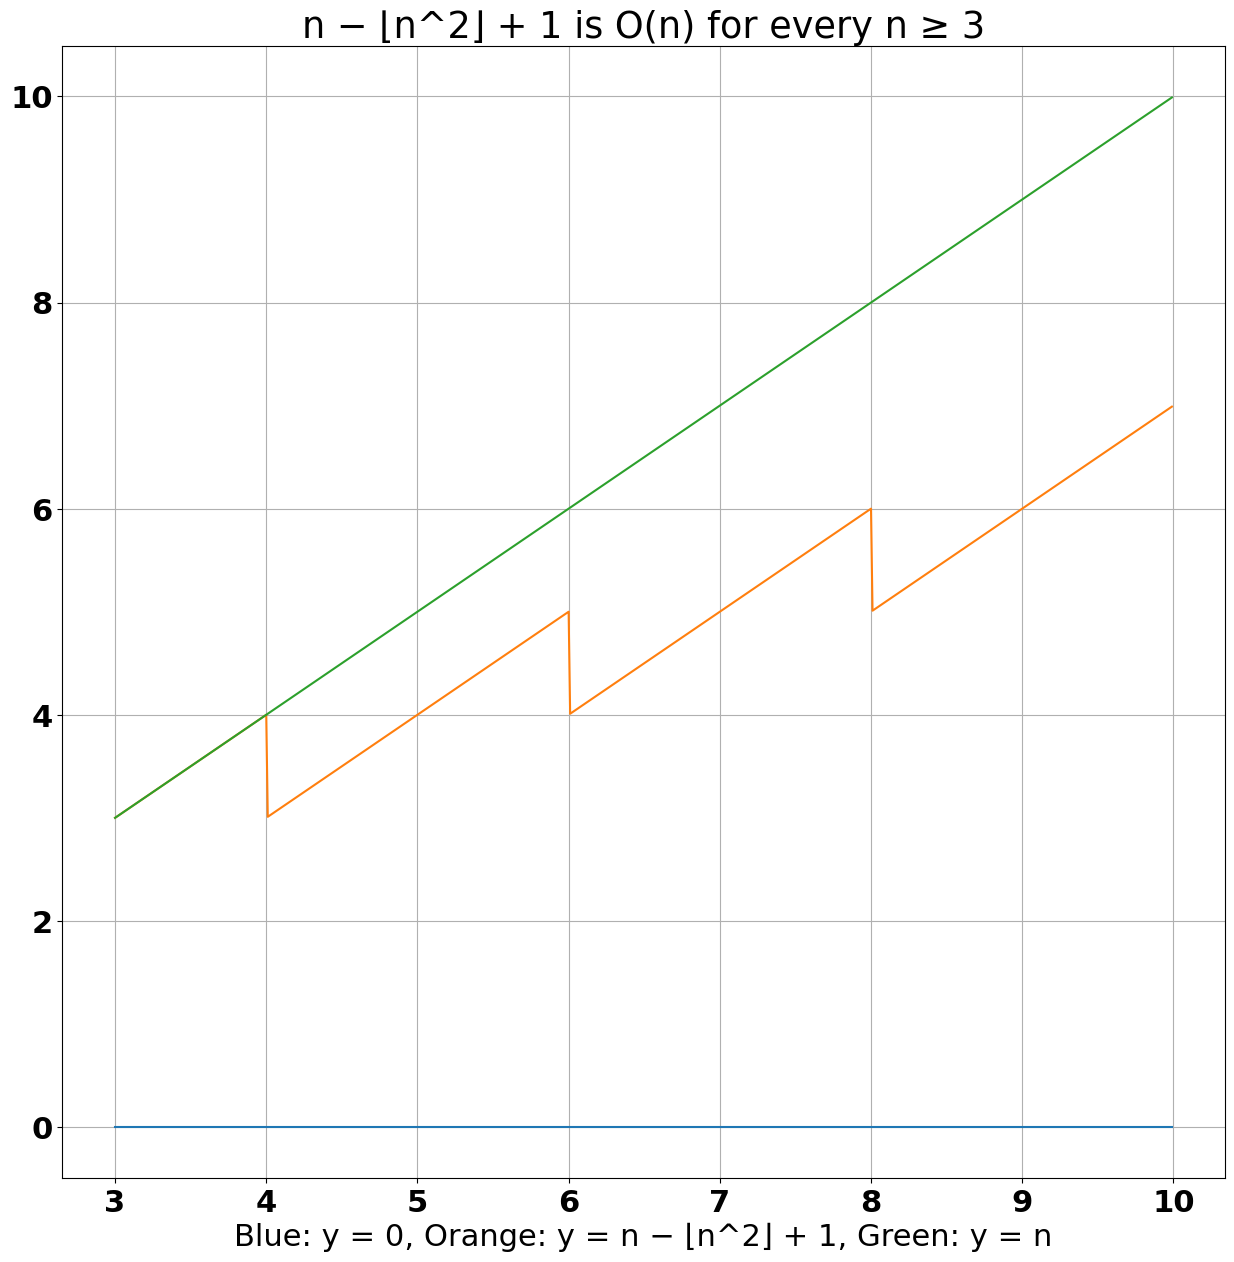 n − ⌊n^2⌋ + 1 is O(n) for every n ≥ 3
10
8
6
4
2
0
3 4 5 6 7 8 9 10
Blue: y = 0, Orange: y = n − ⌊n^2⌋ + 1, Green: y = n